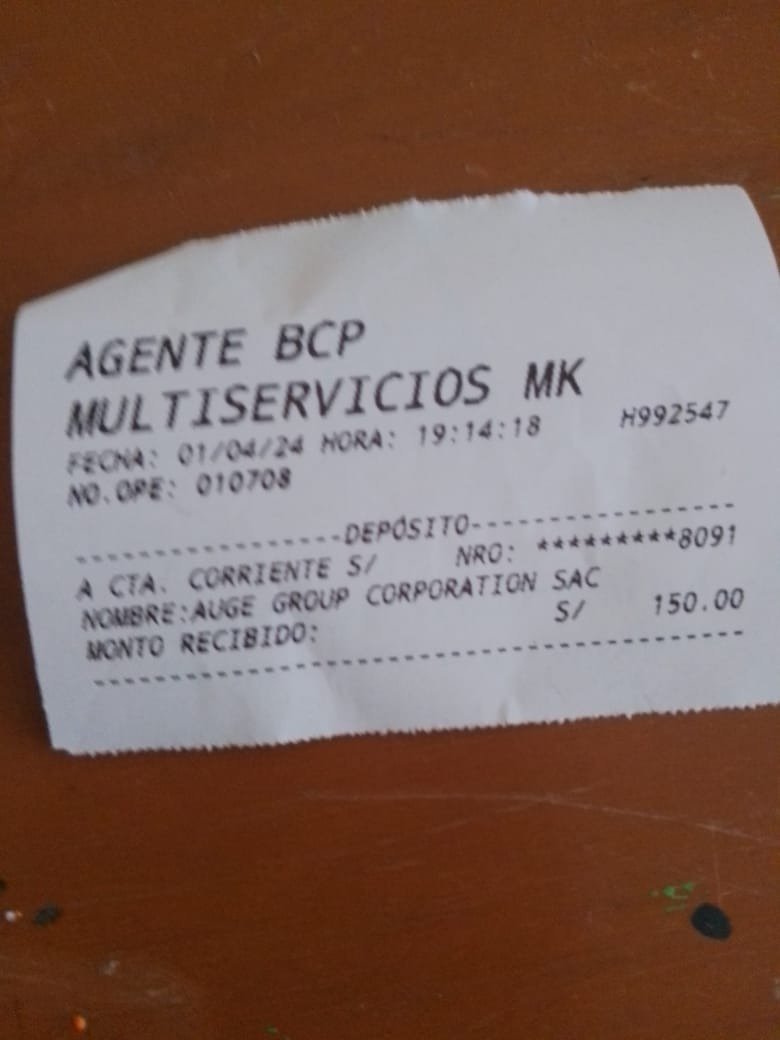 AGENTE BCP
MULTISERVICIOS MK
FECHA: 01/04/24 HORA: 19:14:18 H992547
NO.OPE: 010708
-----------------DEPÓSITO-----------------
A CTA. CORRIENTE S/ NRO: *********8091
NOMBRE:AUGE GROUP CORPORATION SAC
MONTO RECIBIDO: S/ 150.00
------------------------------------------